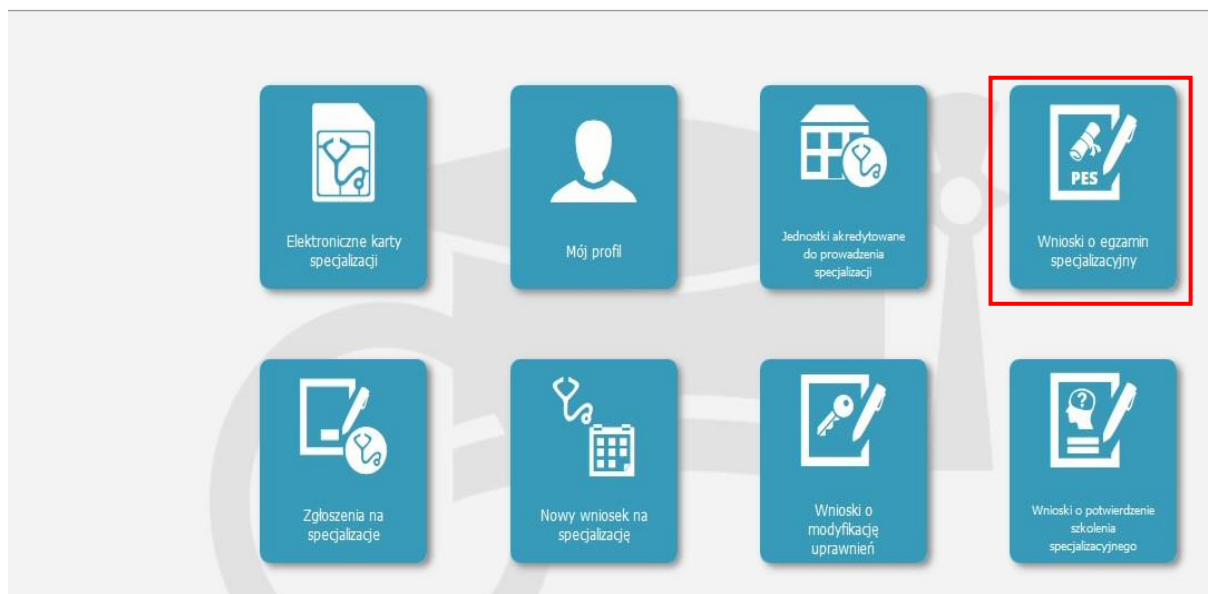 PES
Elektroniczne karty
specjalizacji
Mój profil
Jednostki akredytowane
do prowadzenia
specjalizacji
Wnioski o egzamin
specjalizacyjny
Zgłoszenia na
specjalizacje
Nowy wniosek na
specjalizację
Wnioski o
modyfikację
uprawnień
Wnioski o potwierdzenie
szkolenia
specjalizacyjnego